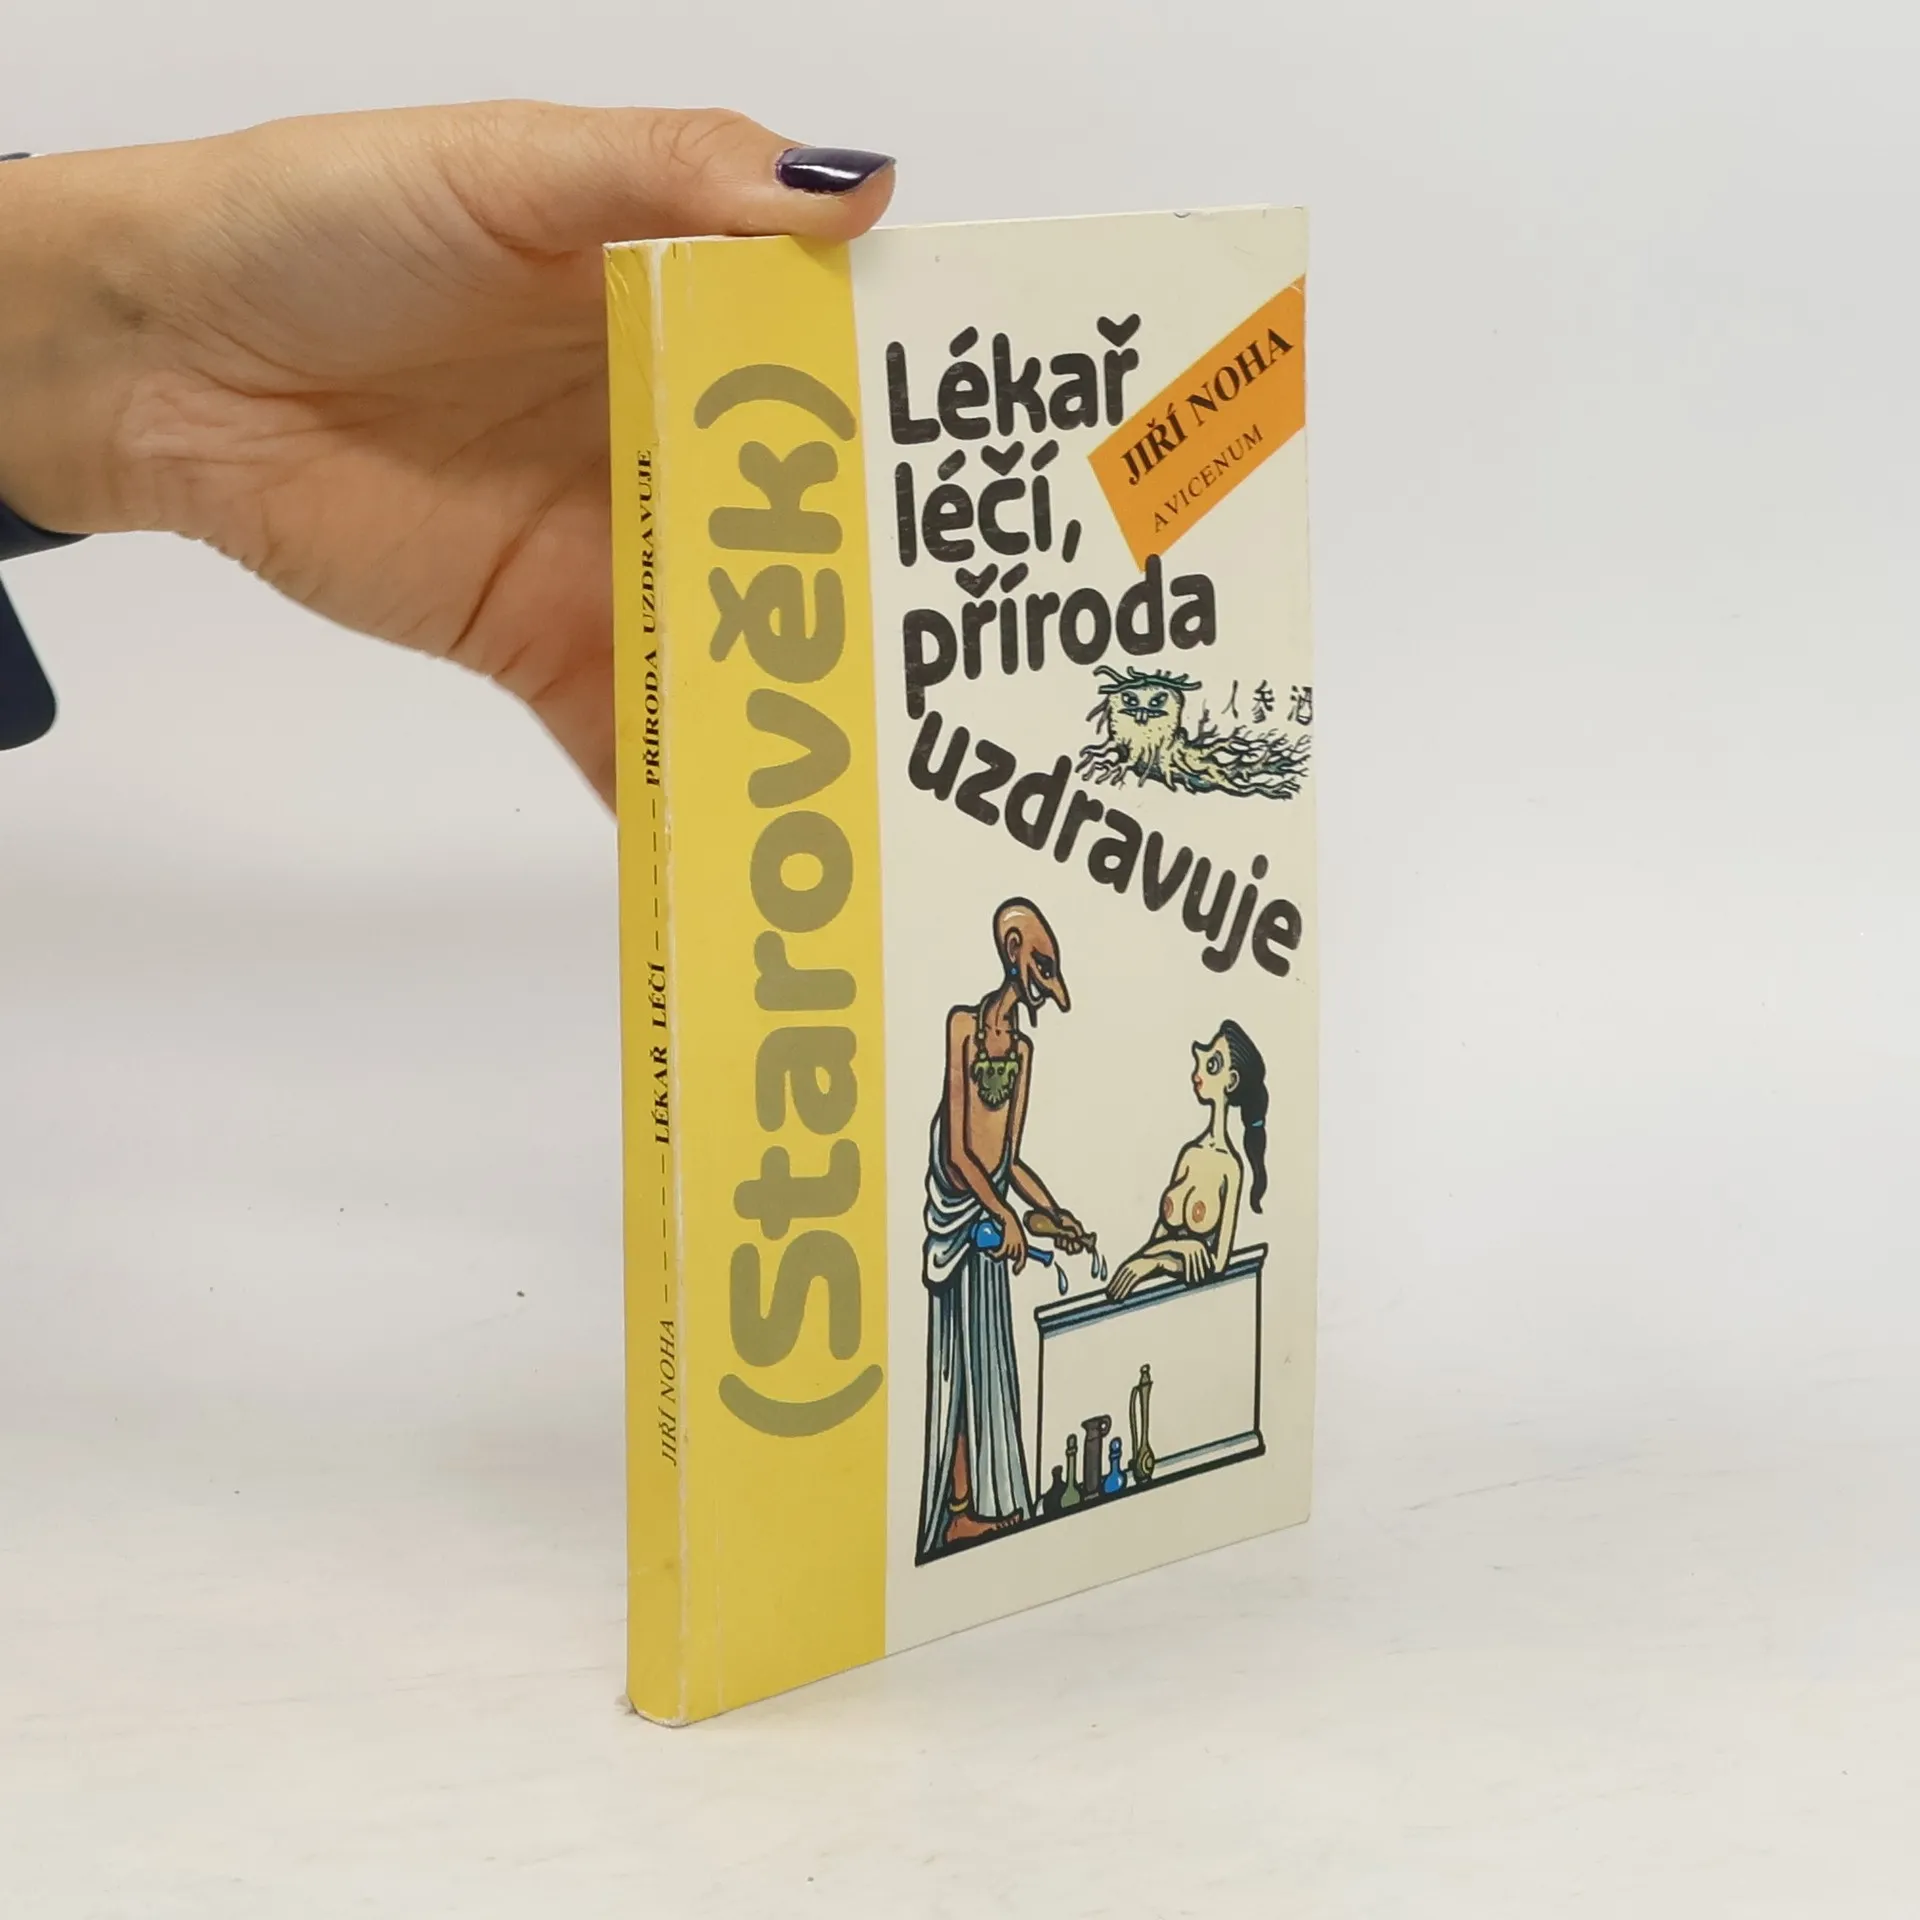 JIŘÍ NOHA – – – – LÉKAŘ LÉČÍ – – – – – PŘÍRODA UZDRAVUJE
(Starověk)
Lékař
léčí,
příroda
uzdravuje
JIŘÍ NOHA
AVICENUM
人参酒